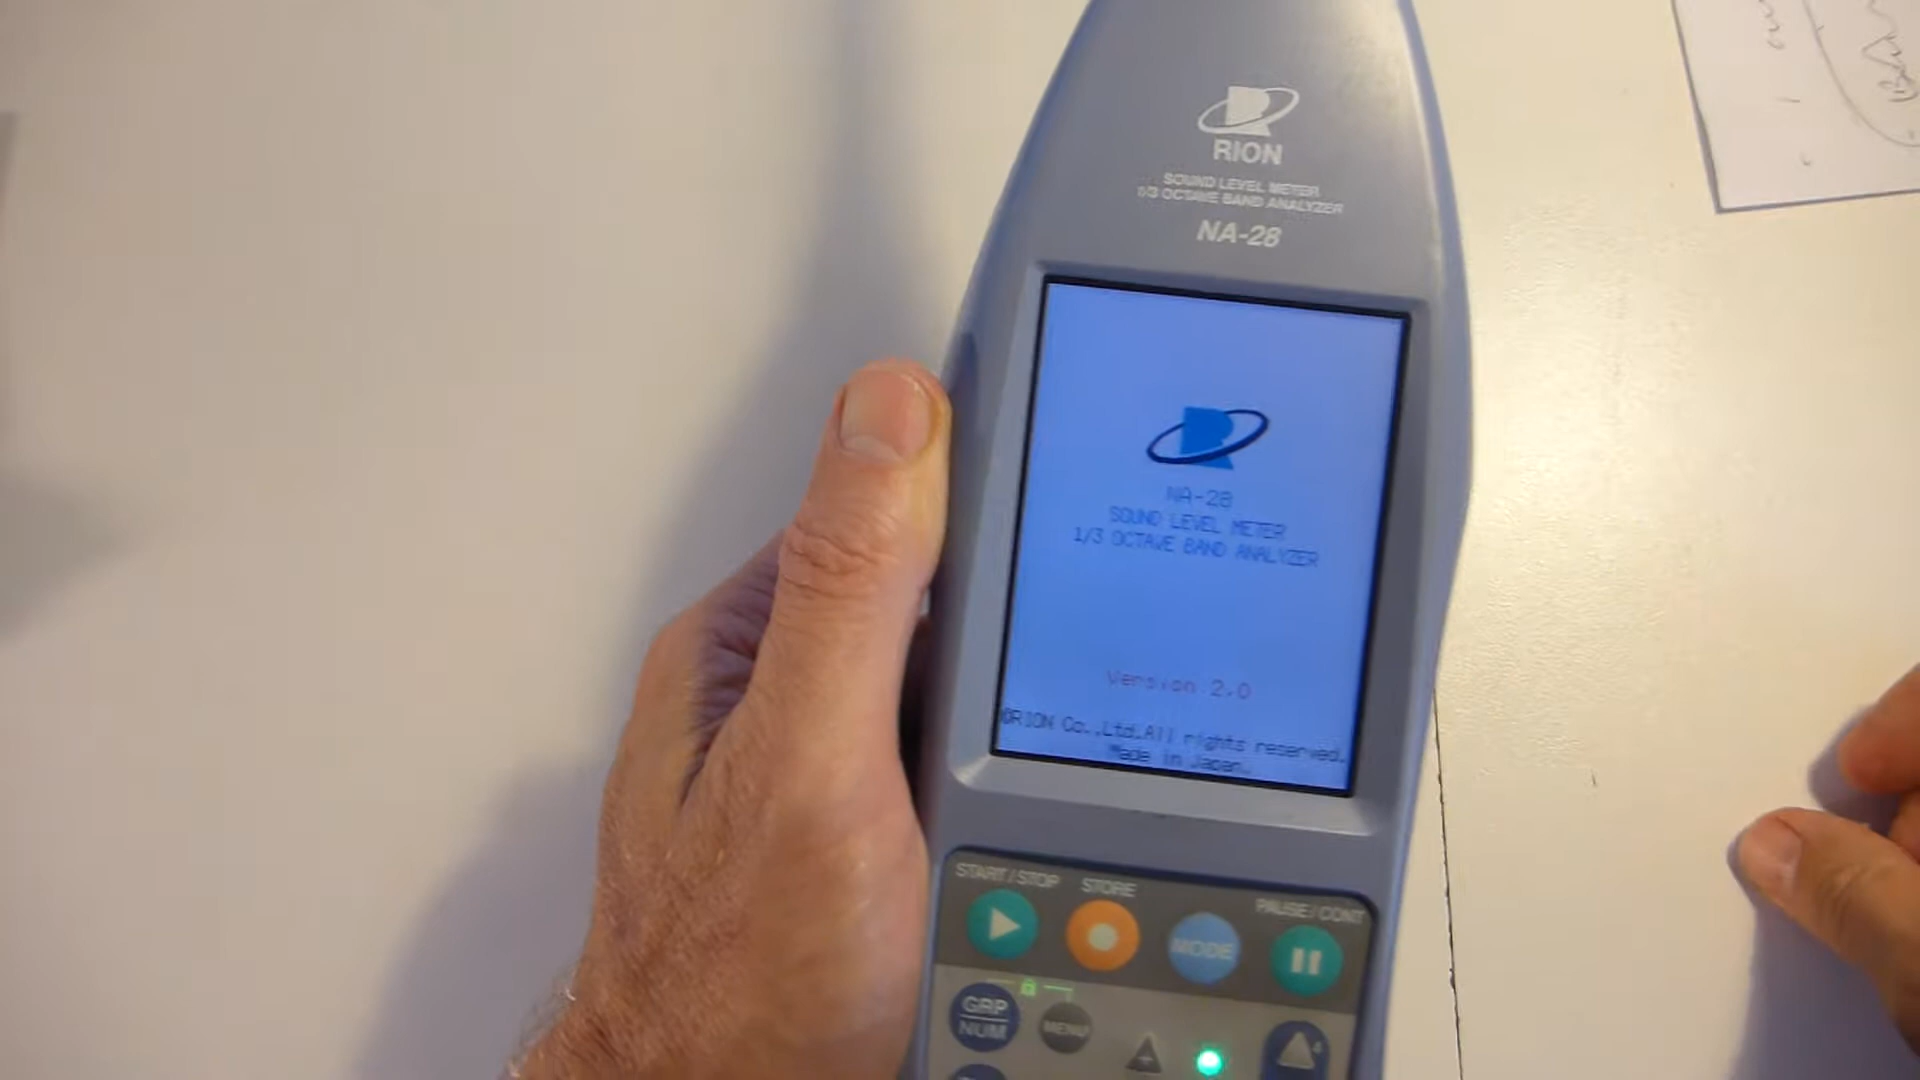 RION
SOUND LEVEL METER
1/3 OCTAVE BAND ANALYZER
NA-28
NA-28
SOUND LEVEL METER
1/3 OCTAVE BAND ANALYZER
Version 2.0
©RION Co.,Ltd.All rights reserved.
Made in Japan.
START / STOP STORE PAUSE / CONT
MODE
GRP
NUM
MENU